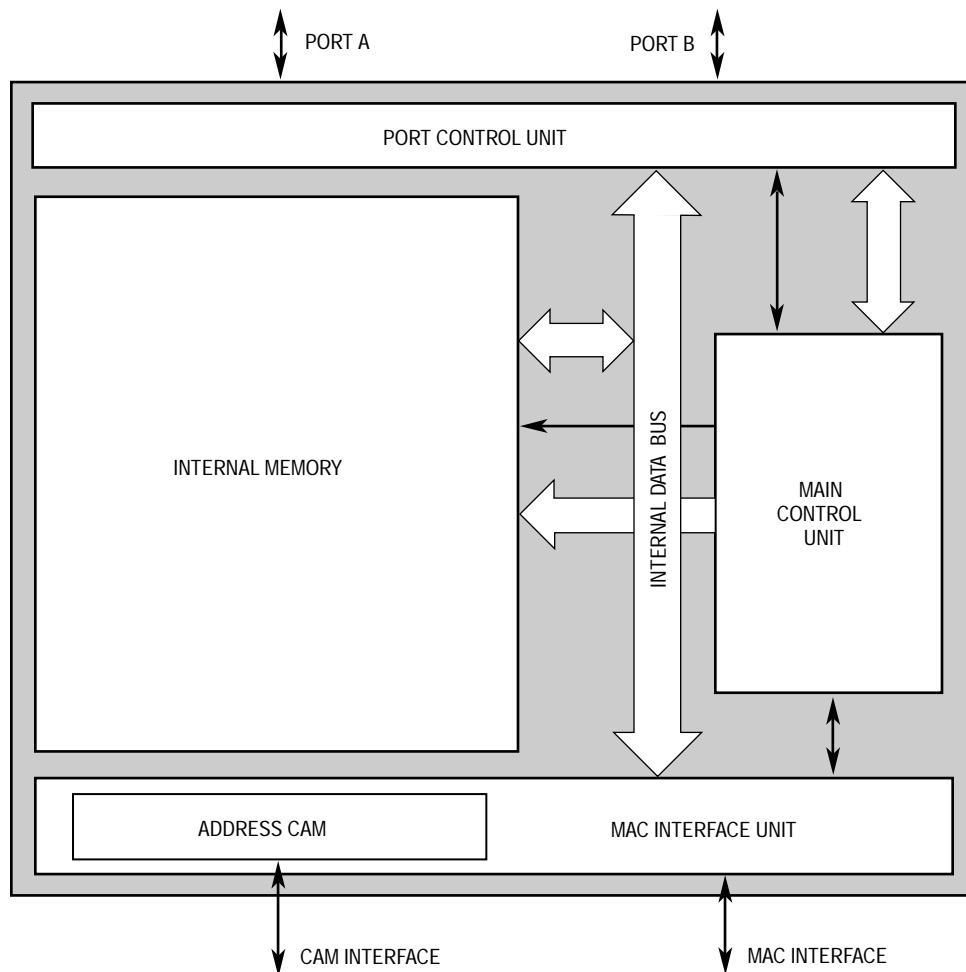 PORT A
PORT B
PORT CONTROL UNIT
INTERNAL MEMORY
INTERNAL DATA BUS
MAIN
CONTROL
UNIT
ADDRESS CAM
MAC INTERFACE UNIT
CAM INTERFACE
MAC INTERFACE